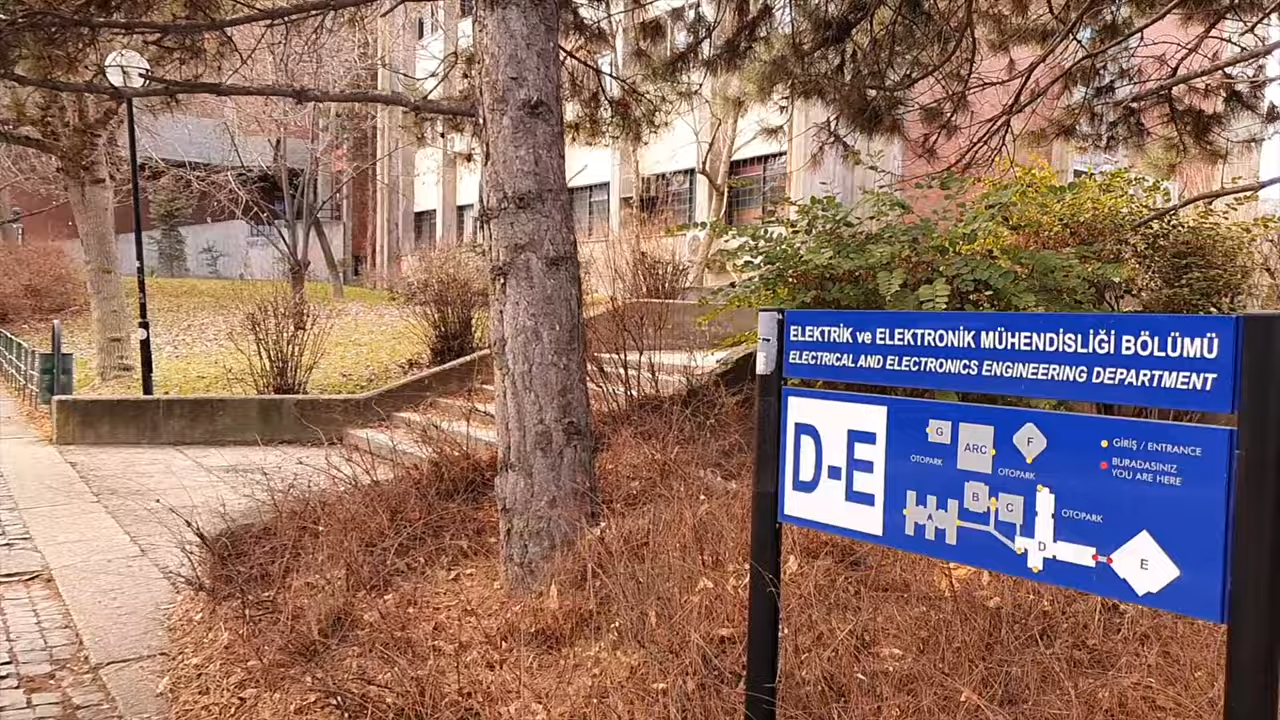 ELEKTRİK ve ELEKTRONİK MÜHENDİSLİĞİ BÖLÜMÜ
ELECTRICAL AND ELECTRONICS ENGINEERING DEPARTMENT
D-E
G
ARC
F
OTOPARK
OTOPARK
GİRİŞ / ENTRANCE
BURADASINIZ
YOU ARE HERE
A
B
C
D
OTOPARK
E